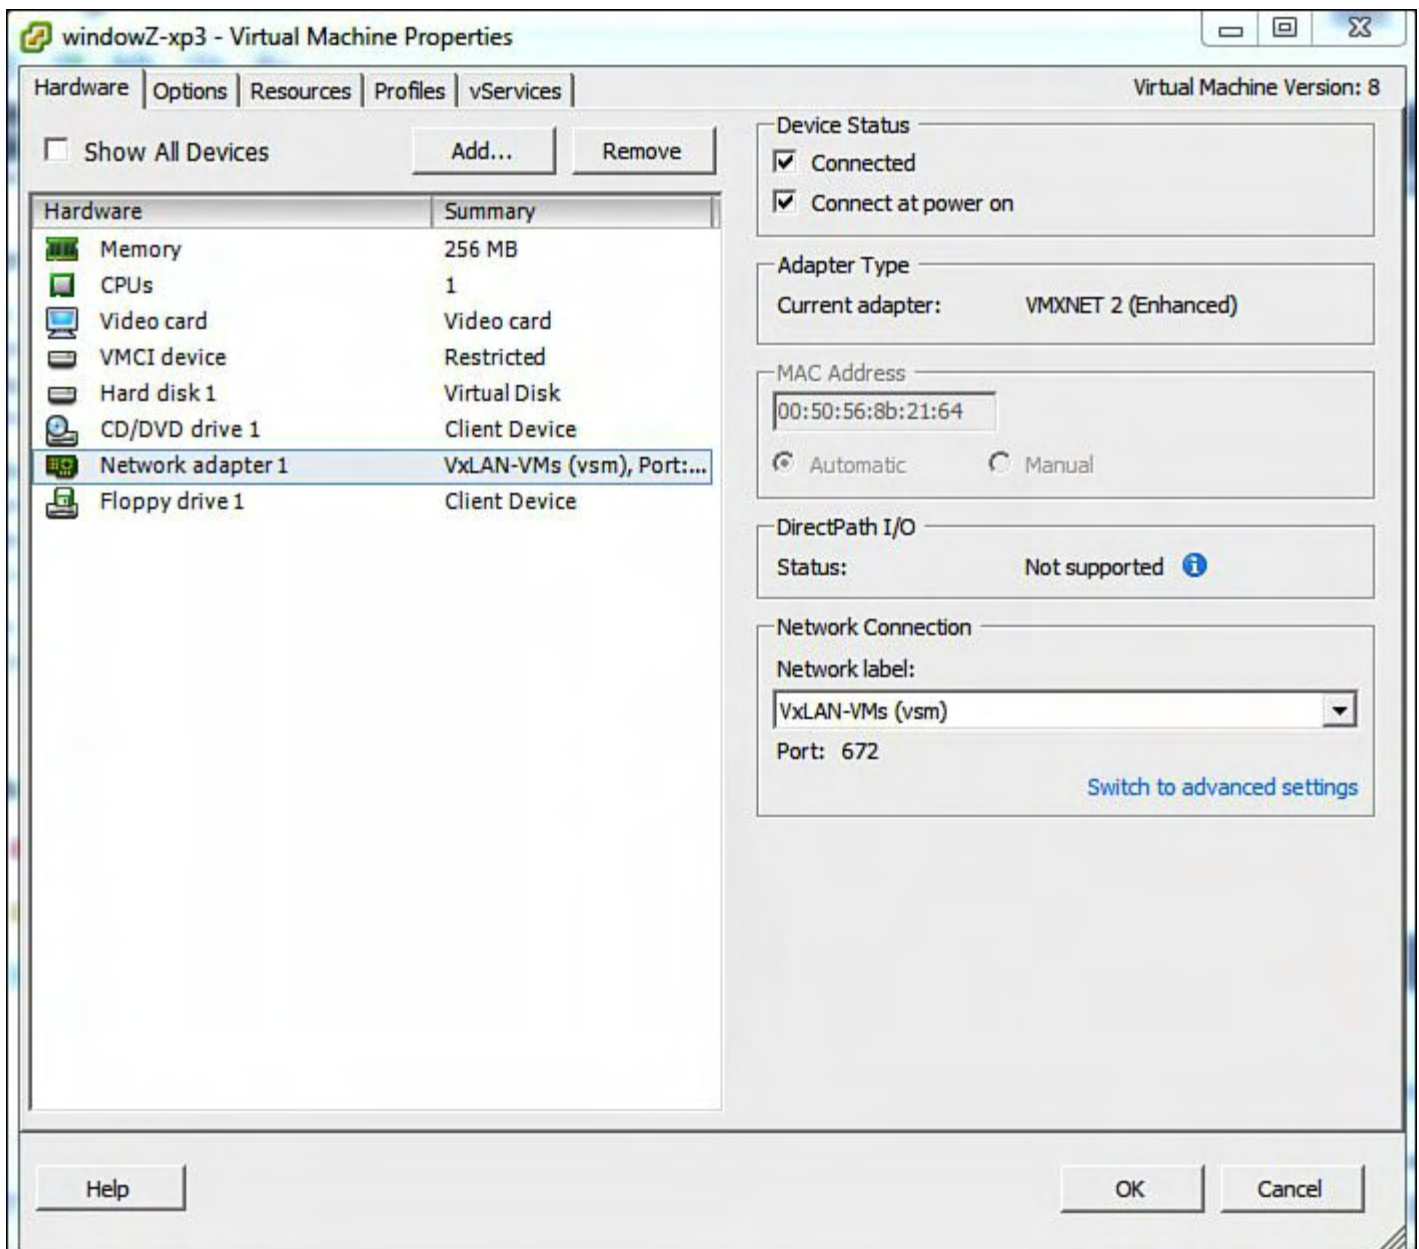 windowZ-xp3 - Virtual Machine Properties
Hardware Options Resources Profiles vServices
Virtual Machine Version: 8
Show All Devices
Add...
Remove
Hardware Summary
Memory 256 MB
CPUs 1
Video card Video card
VMCI device Restricted
Hard disk 1 Virtual Disk
CD/DVD drive 1 Client Device
Network adapter 1 VxLAN-VMs (vsm), Port:...
Floppy drive 1 Client Device
Device Status
Connected
Connect at power on
Adapter Type
Current adapter: VMXNET 2 (Enhanced)
MAC Address
00:50:56:8b:21:64
Automatic Manual
DirectPath I/O
Status: Not supported
Network Connection
Network label:
VxLAN-VMs (vsm)
Port: 672
Switch to advanced settings
Help
OK
Cancel